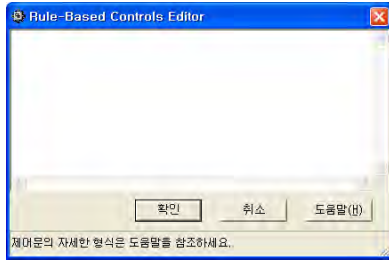 Rule-Based Controls Editor
확인 취소 도움말(H)
제어문의 자세한 형식은 도움말을 참조하세요.